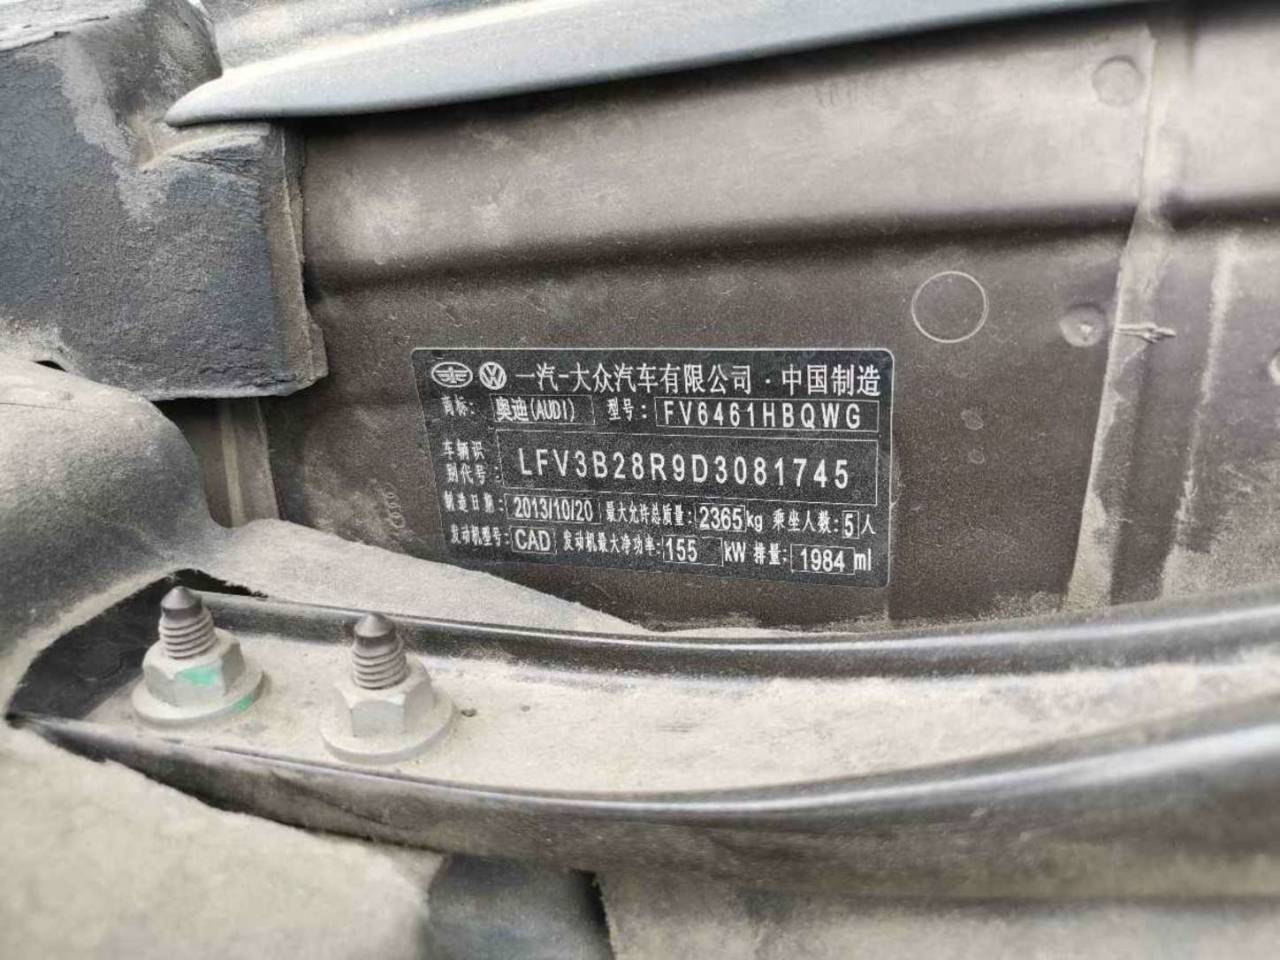 一汽-大众汽车有限公司·中国制造
商标: 奥迪(AUDI) 型号: FV6461HBQWG
车辆识别代号: LFV3B28R9D3081745
制造日期: 2013/10/20 最大允许总质量: 2365kg 乘坐人数: 5人
发动机型号: CAD 发动机最大净功率: 155 kW 排量: 1984 ml